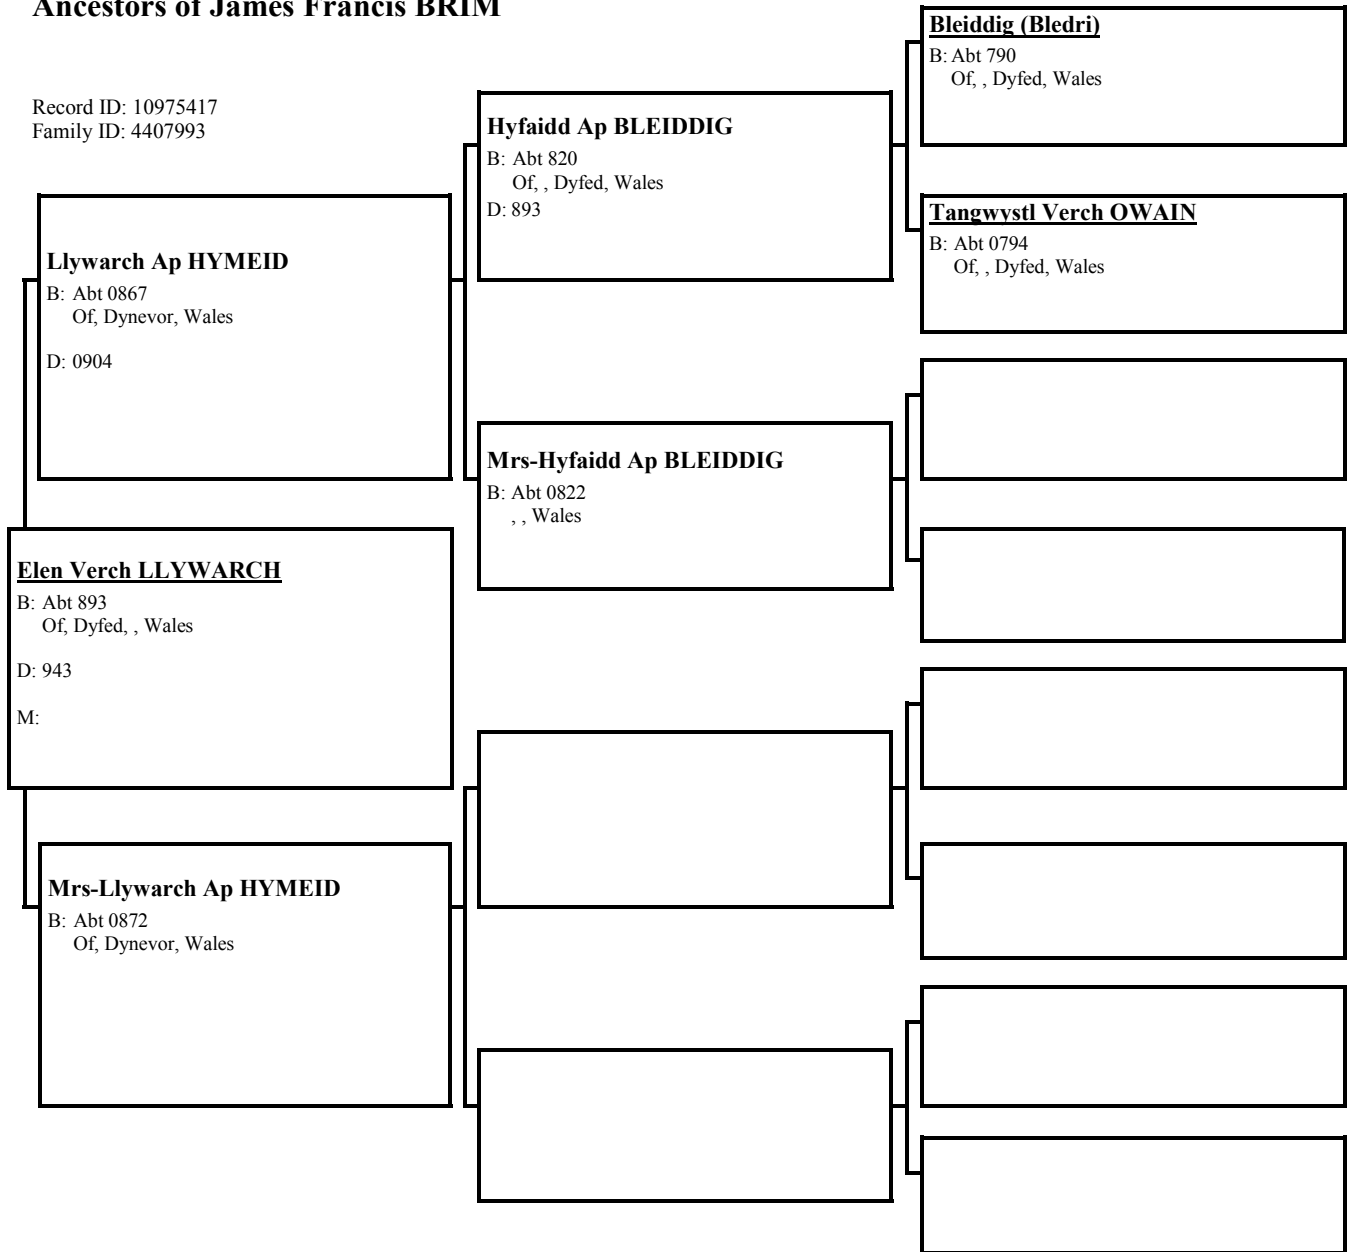 Ancestors of James Francis BRIM
Record ID: 10975417
Family ID: 4407993
Bleiddig (Bledri)
B: Abt 790
Of, , Dyfed, Wales
Hyfaidd Ap BLEIDDIG
B: Abt 820
Of, , Dyfed, Wales
D: 893
Tangwystl Verch OWAIN
B: Abt 0794
Of, , Dyfed, Wales
Llywarch Ap HYMEID
B: Abt 0867
Of, Dynevor, Wales
D: 0904
Mrs-Hyfaidd Ap BLEIDDIG
B: Abt 0822
, , Wales
Elen Verch LLYWARCH
B: Abt 893
Of, Dyfed, , Wales
D: 943
M:
Mrs-Llywarch Ap HYMEID
B: Abt 0872
Of, Dynevor, Wales